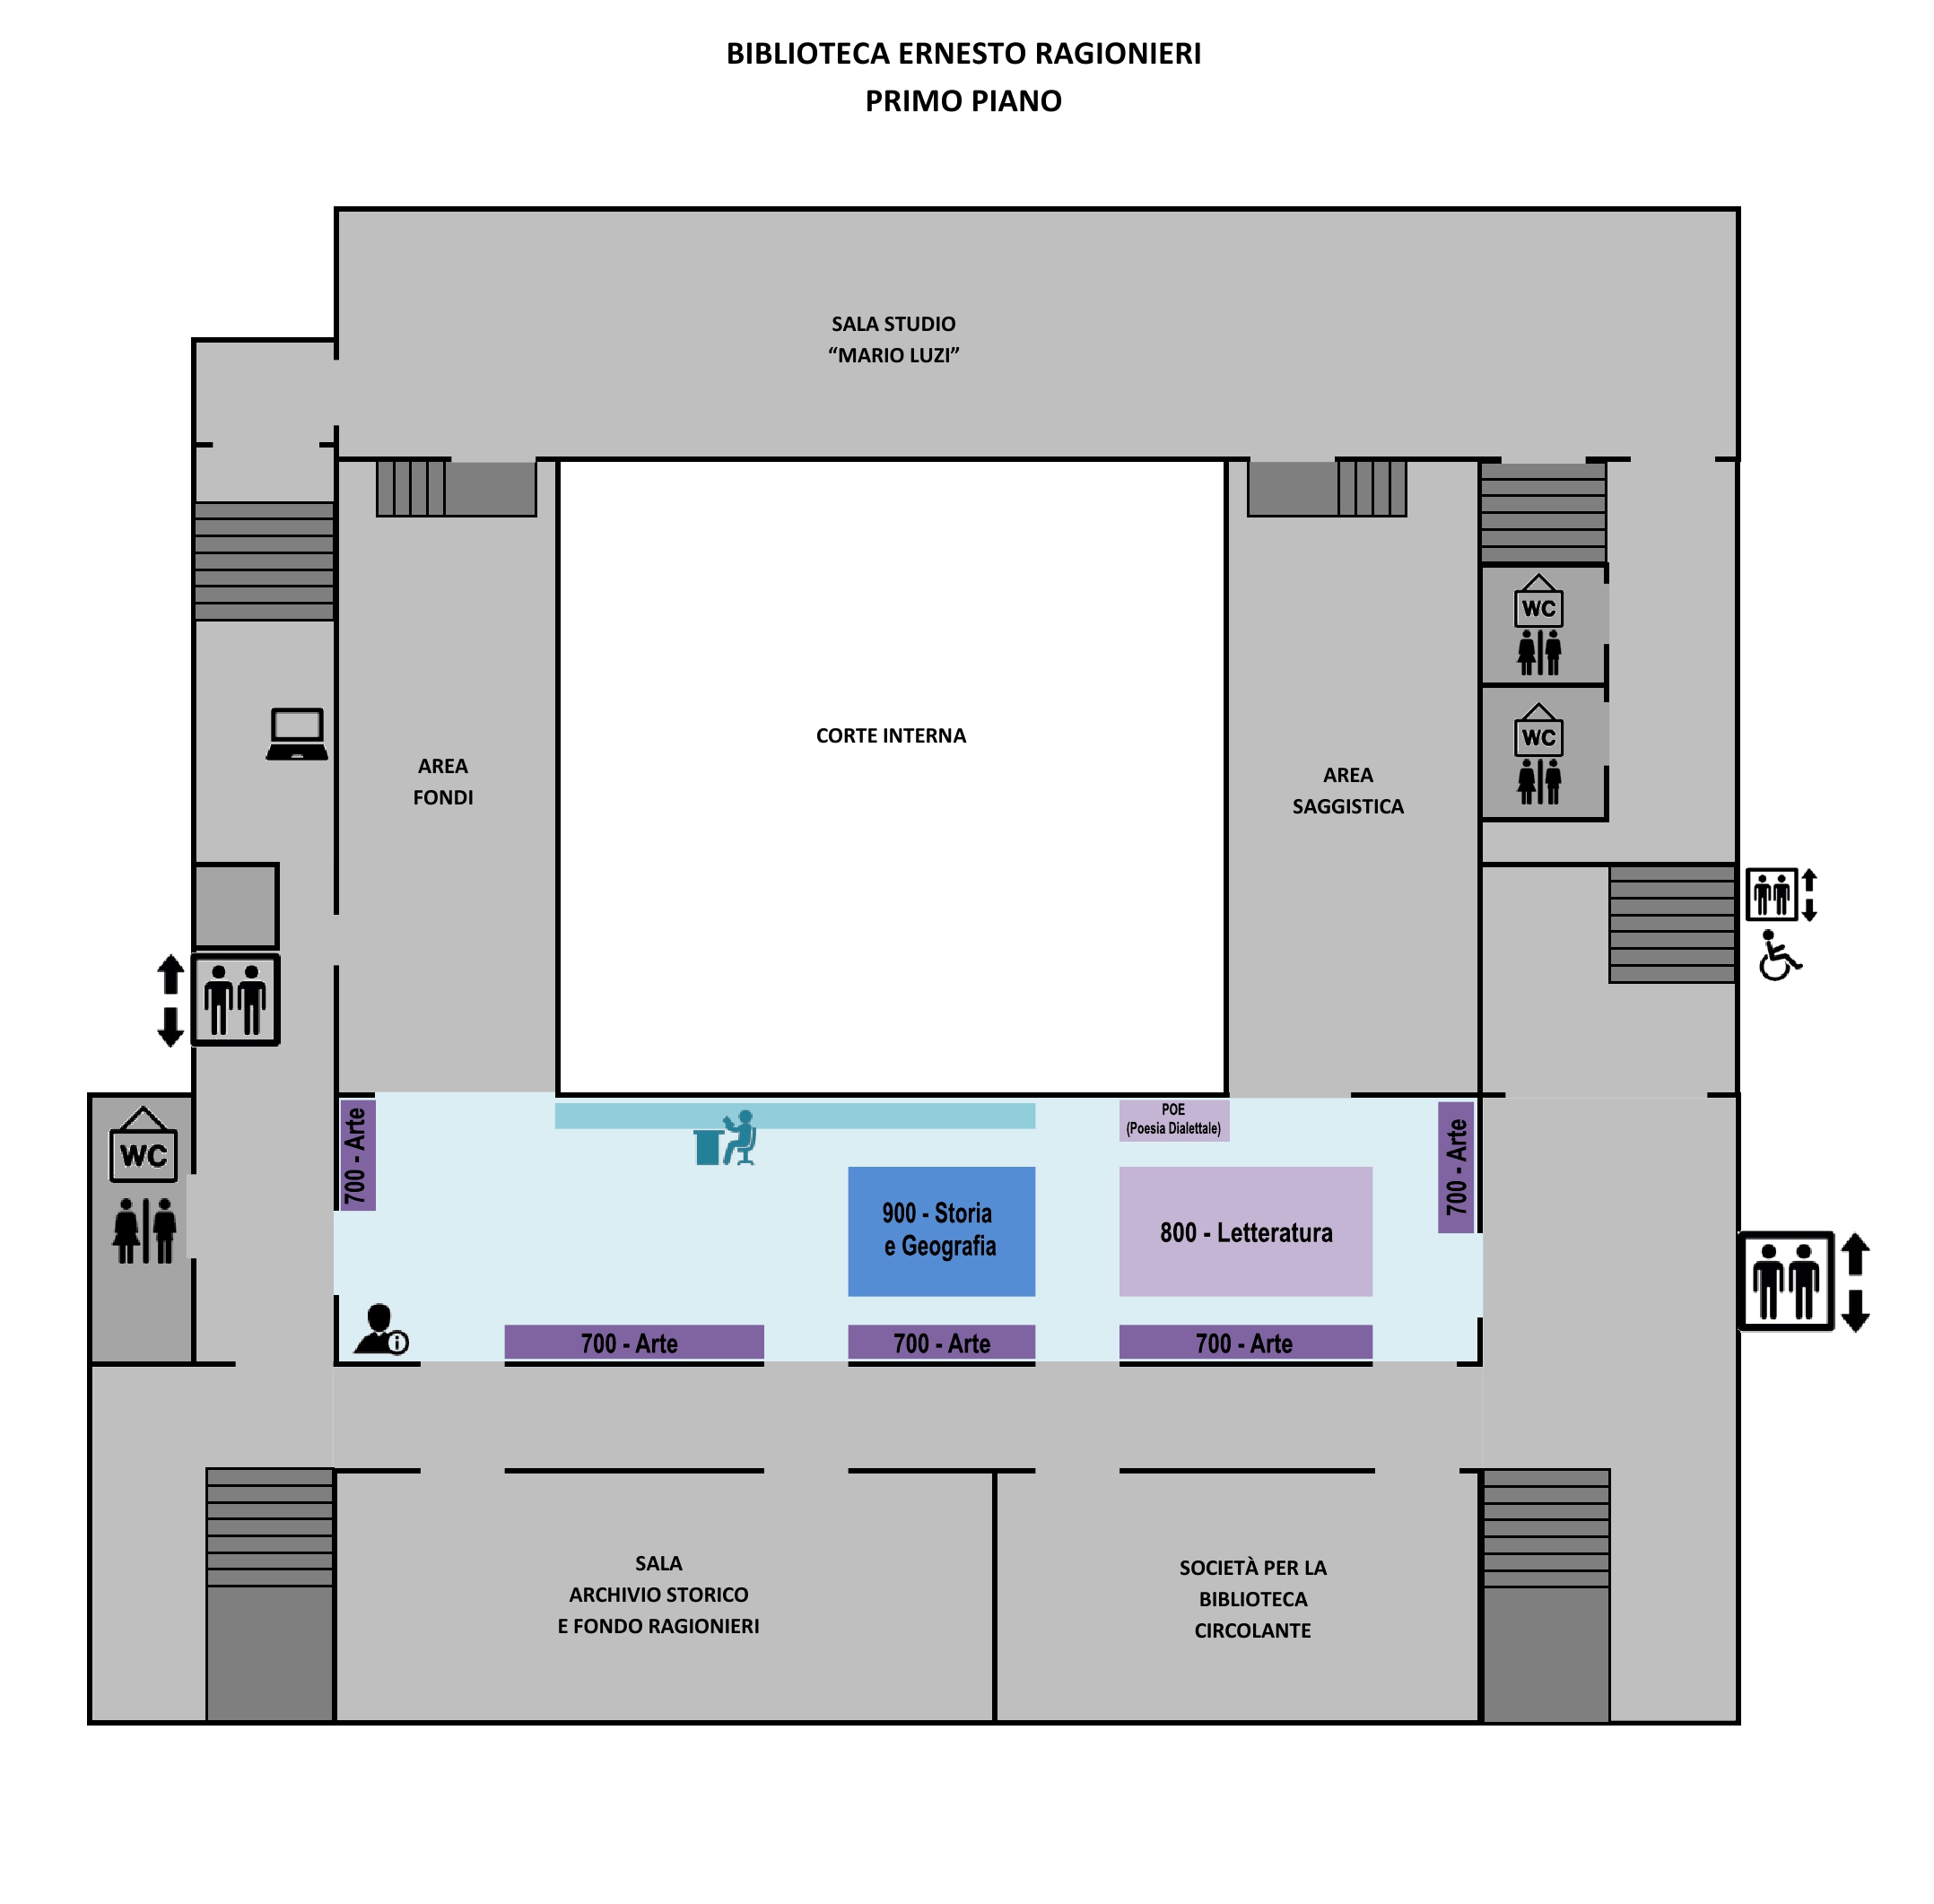 BIBLIOTECA ERNESTO RAGIONIERI
PRIMO PIANO
SALA STUDIO
“MARIO LUZI”
WC
WC
CORTE INTERNA
AREA
FONDI
AREA
SAGGISTICA
WC
700 - Arte
POE
(Poesia Dialettale)
700 - Arte
900 - Storia
e Geografia
800 - Letteratura
i
700 - Arte
700 - Arte
700 - Arte
SALA
ARCHIVIO STORICO
E FONDO RAGIONIERI
SOCIETÀ PER LA
BIBLIOTECA
CIRCOLANTE